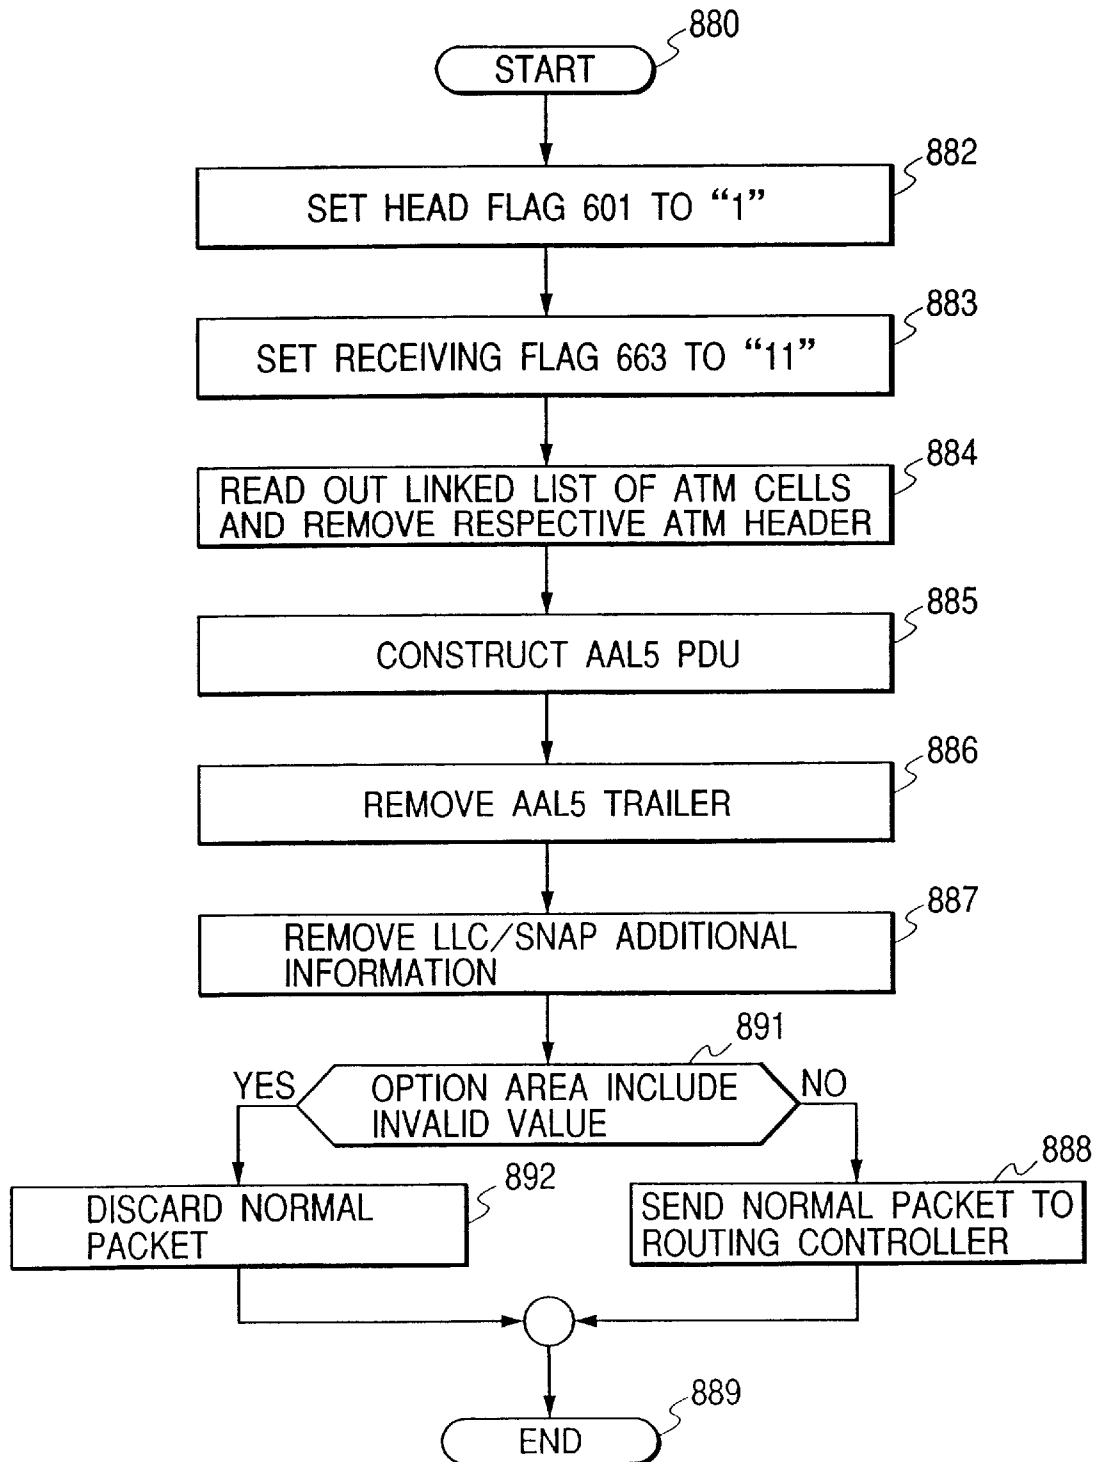 880
START
882
SET HEAD FLAG 601 TO “1”
883
SET RECEIVING FLAG 663 TO “11”
884
READ OUT LINKED LIST OF ATM CELLS
AND REMOVE RESPECTIVE ATM HEADER
885
CONSTRUCT AAL5 PDU
886
REMOVE AAL5 TRAILER
887
REMOVE LLC/SNAP ADDITIONAL
INFORMATION
891
YES
OPTION AREA INCLUDE
INVALID VALUE
NO
892
DISCARD NORMAL
PACKET
888
SEND NORMAL PACKET TO
ROUTING CONTROLLER
889
END